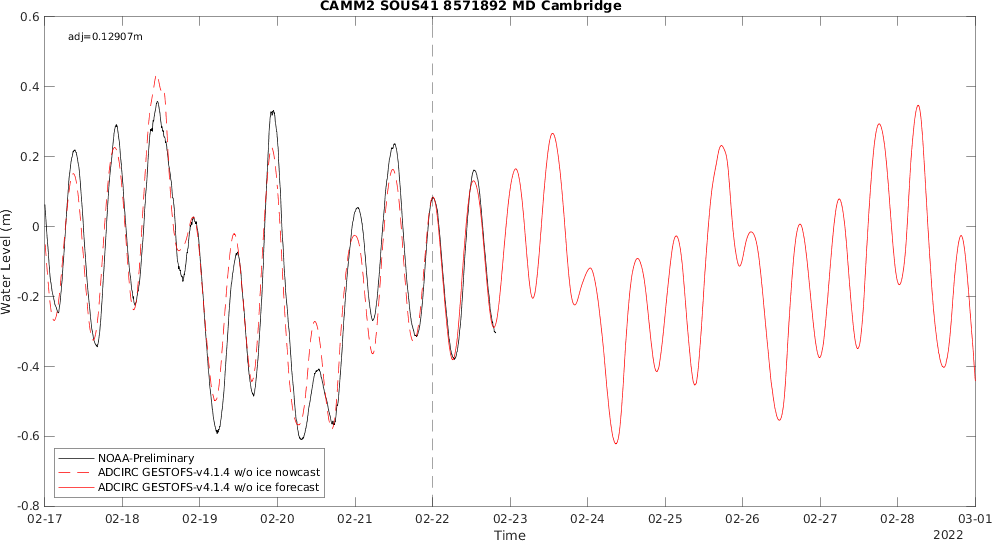 CAMM2 SOUS41 8571892 MD Cambridge
adj=0.12907m
0.6
0.4
0.2
0
-0.2
-0.4
-0.6
-0.8
Water Level (m)
NOAA-Preliminary
ADCIRC GESTOFS-v4.1.4 w/o ice nowcast
ADCIRC GESTOFS-v4.1.4 w/o ice forecast
02-17 02-18 02-19 02-20 02-21 02-22 02-23 02-24 02-25 02-26 02-27 02-28 03-01
Time
2022